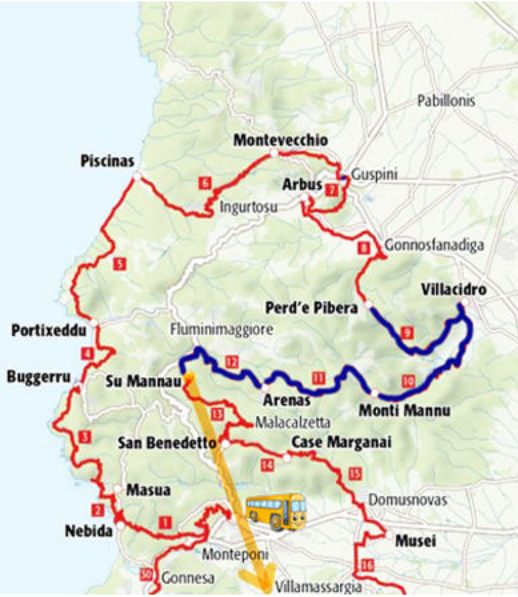 Pabillonis
Montevecchio
Piscinas
Guspini
Arbus
7
6
Ingurtosu
8
Gonnosfanadiga
5
Villacidro
Perd'e Pibera
Portixeddu
Fluminimaggiore
9
4
12
11
10
Buggerru
Su Mannau
Arenas
Monti Mannu
13
Malacalzetta
3
San Benedetto
Case Marganai
14
15
Masua
Domusnovas
2
1
Nebida
Musei
Monteponi
16
30
Gonnesa
Villamassargia